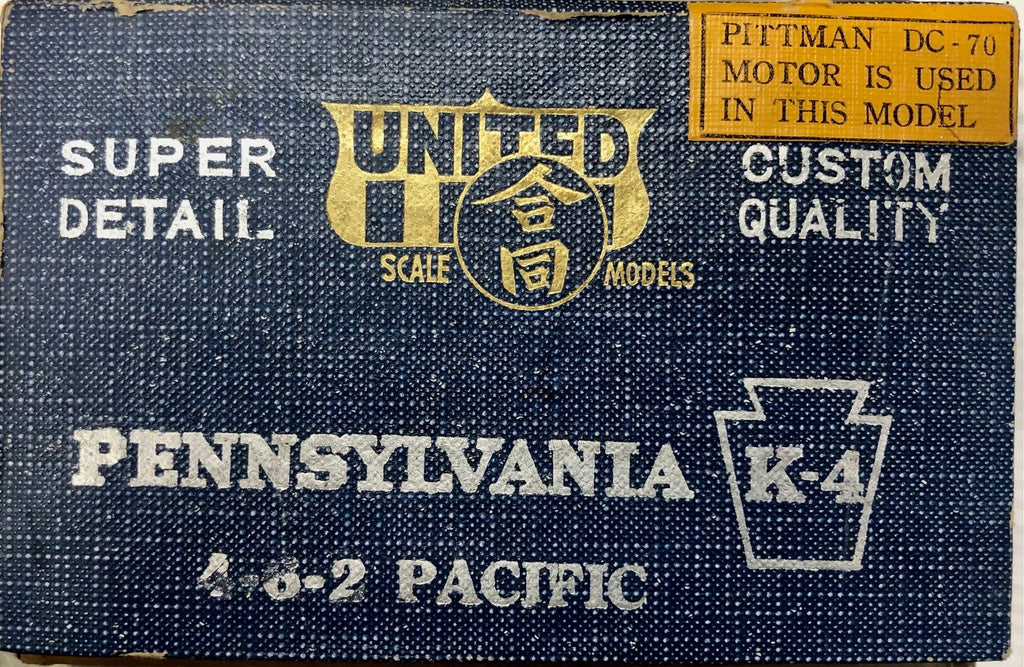 PITTMAN DC-70
MOTOR IS USED
IN THIS MODEL
SUPER
DETAIL
UNITED
合同
SCALE MODELS
CUSTOM
QUALITY
PENNSYLVANIA K-4
4-6-2 PACIFIC